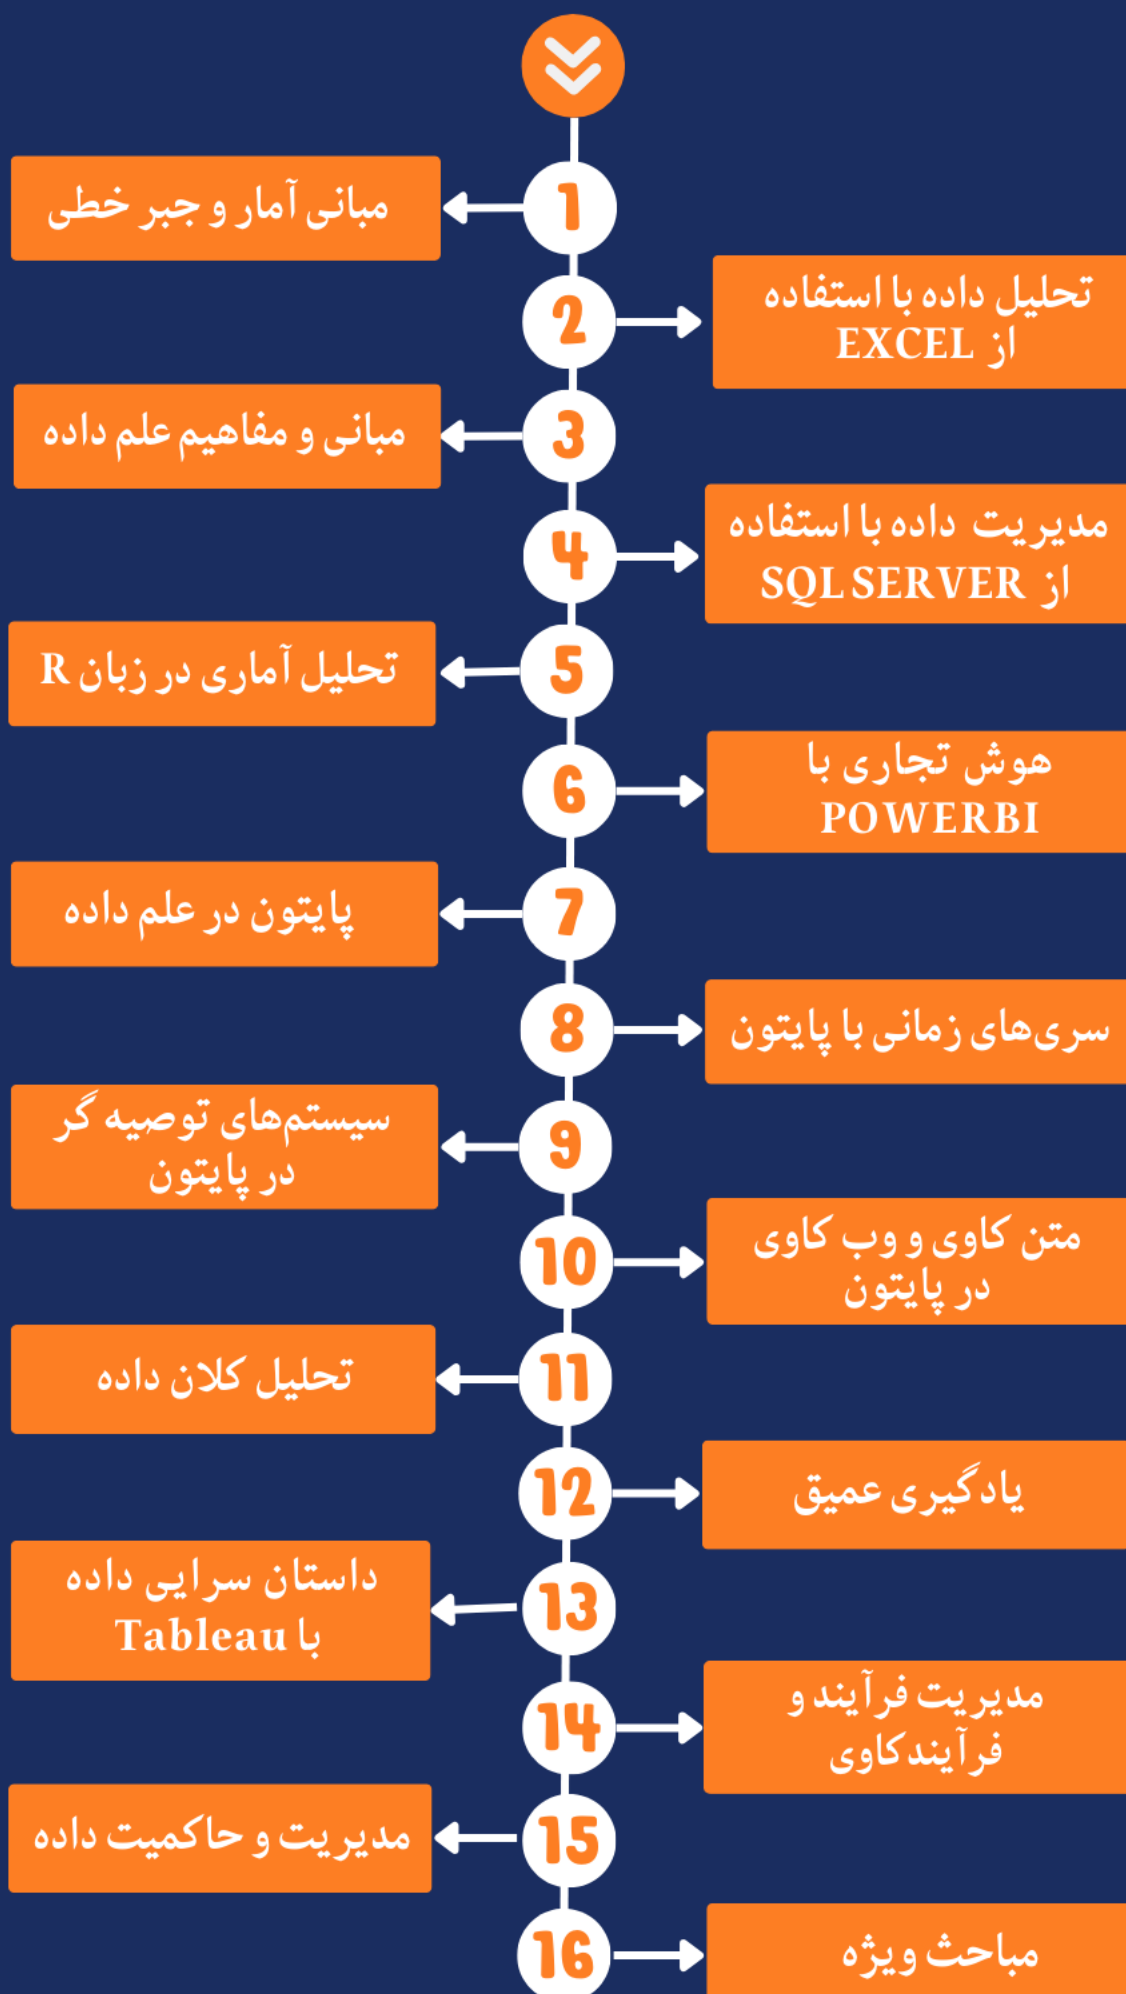 1
مبانی آمار و جبر خطی
2
تحلیل داده با استفاده
از EXCEL
3
مبانی و مفاهیم علم داده
4
مدیریت داده با استفاده
از SQL SERVER
5
تحلیل آماری در زبان R
6
هوش تجاری با
POWERBI
7
پایتون در علم داده
8
سری‌های زمانی با پایتون
9
سیستم‌های توصیه گر
در پایتون
10
متن کاوی و وب کاوی
در پایتون
11
تحلیل کلان داده
12
یادگیری عمیق
13
داستان سرایی داده
با Tableau
14
مدیریت فرآیند و
فرآیندکاوی
15
مدیریت و حاکمیت داده
16
مباحث ویژه